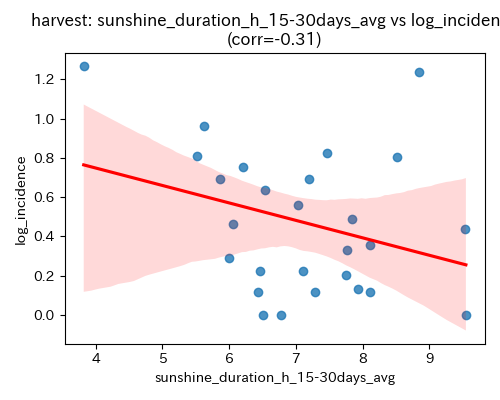 harvest: sunshine_duration_h_15-30days_avg vs log_inciden
(corr=-0.31)
1.2
1.0
0.8
0.6
0.4
0.2
0.0
log_incidence
4 5 6 7 8 9
sunshine_duration_h_15-30days_avg